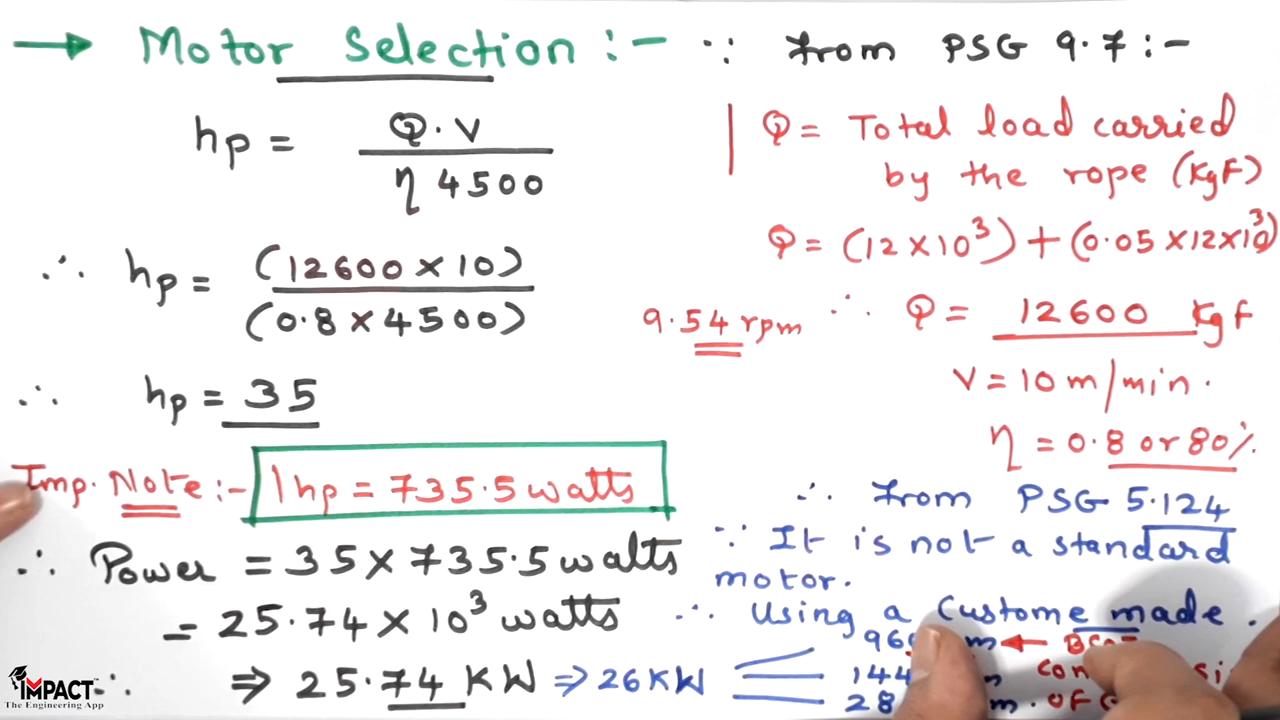 → Motor Selection :-
hp = Q.V / η 4500
∴ hp = (12600 × 10) / (0.8 × 4500)
∴ hp = 35
Imp. Note :- 1 hp = 735.5 watts
∴ Power = 35 × 735.5 watts
= 25.74 × 10³ watts
⇒ 25.74 KW ⇒ 26 KW
∵ from PSG 9.7 :-
Q = Total load carried
by the rope (KgF)
Q = (12 × 10³) + (0.05 × 12 × 10³)
9.54 rpm
∴ Q = 12600 KgF
V = 10 m/min.
η = 0.8 or 80%.
∴ from PSG 5.124
∵ It is not a standard
motor.
∴ Using a Custome made.
←
OF
IMPACT
The Engineering App